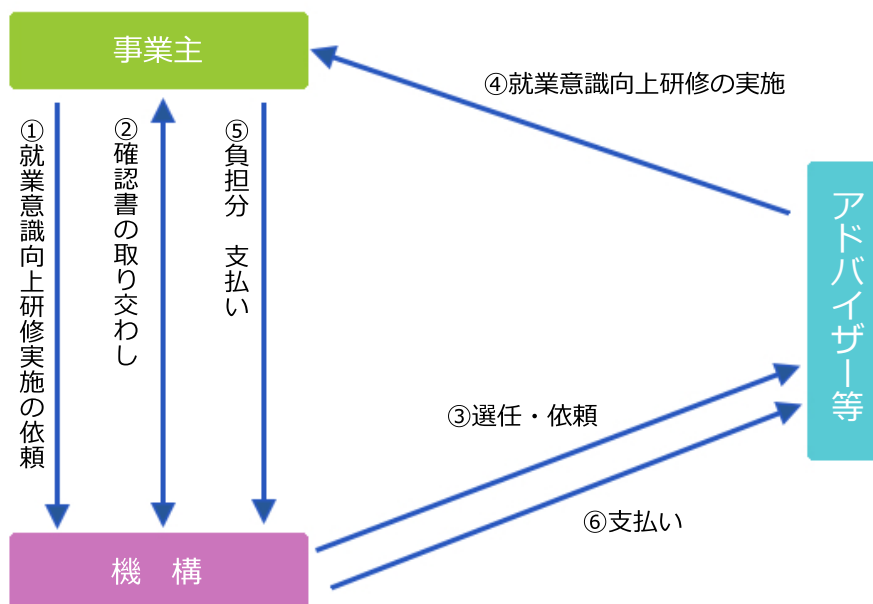 事業主
①就業意識向上研修実施の依頼
②確認書の取り交わし
⑤負担分　支払い
④就業意識向上研修の実施
アドバイザー等
③選任・依頼
⑥支払い
機　構